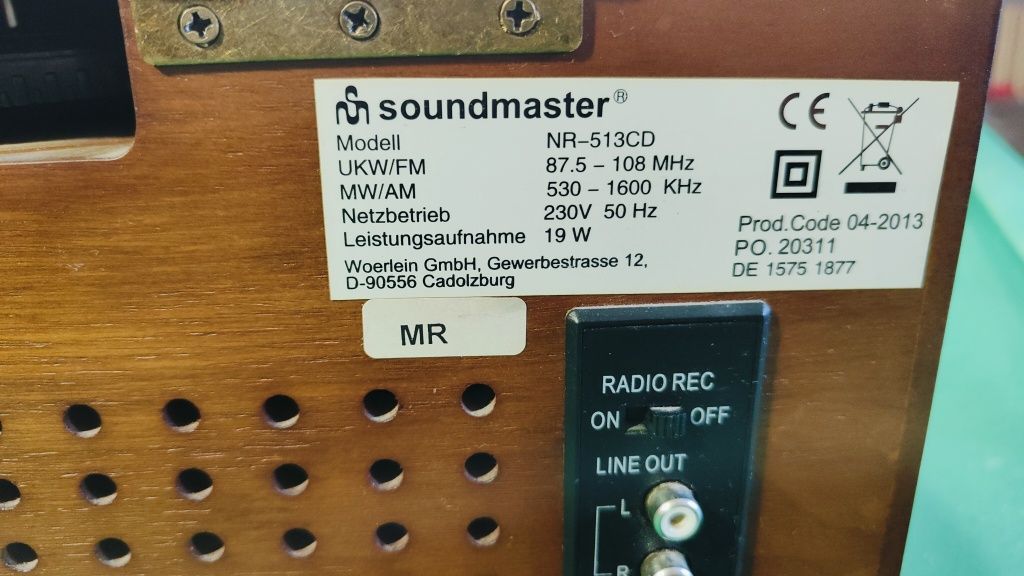 soundmaster®
Modell NR-513CD
UKW/FM 87.5 - 108 MHz
MW/AM 530 - 1600 KHz
Netzbetrieb 230V 50 Hz
Leistungsaufnahme 19 W
Woerlein GmbH, Gewerbestrasse 12,
D-90556 Cadolzburg
CE
Prod.Code 04-2013
PO. 20311
DE 1575 1877
MR
RADIO REC
ON OFF
LINE OUT
L
R